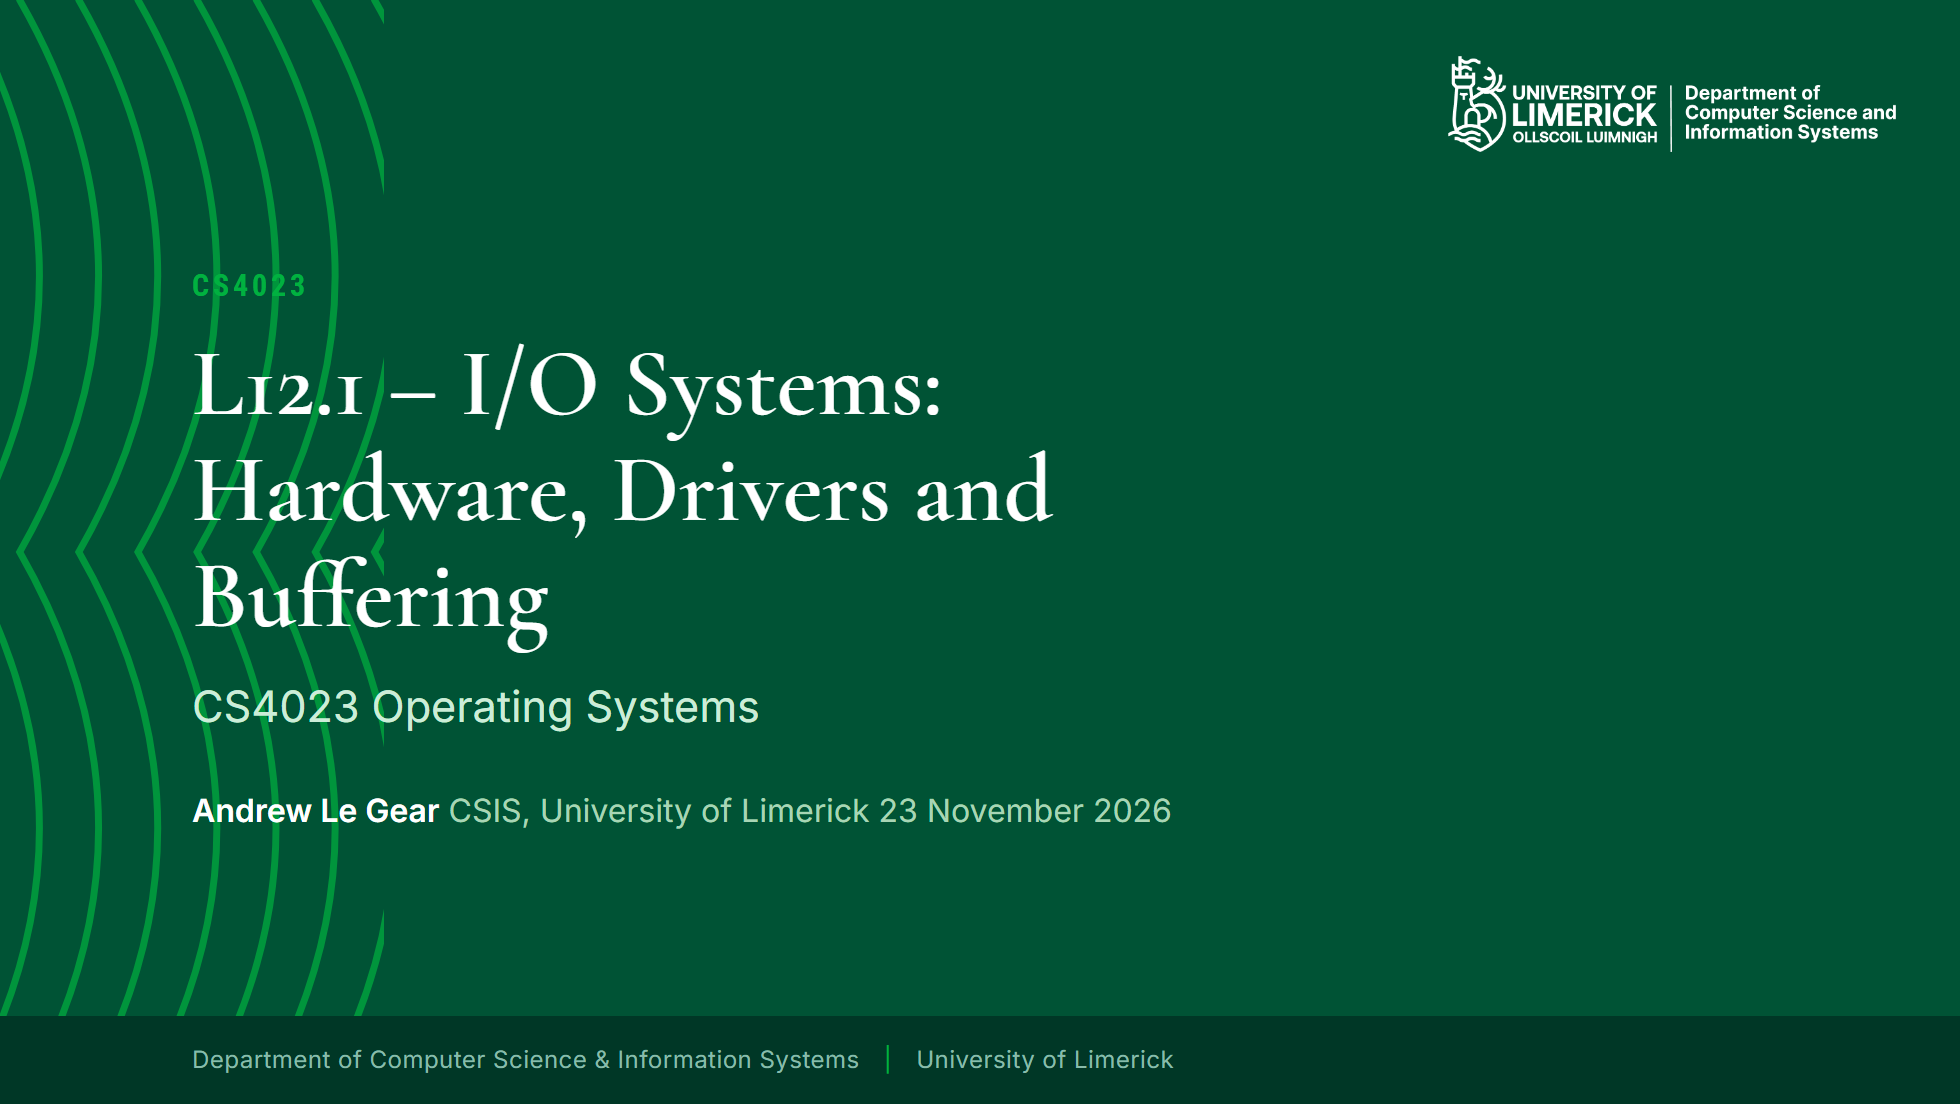 UNIVERSITY OF
LIMERICK
OLLSCOIL LUIMNIGH
Department of
Computer Science and
Information Systems
CS4023
L12.1 – I/O Systems:
Hardware, Drivers and
Buffering
CS4023 Operating Systems
Andrew Le Gear CSIS, University of Limerick 23 November 2026
Department of Computer Science & Information Systems | University of Limerick